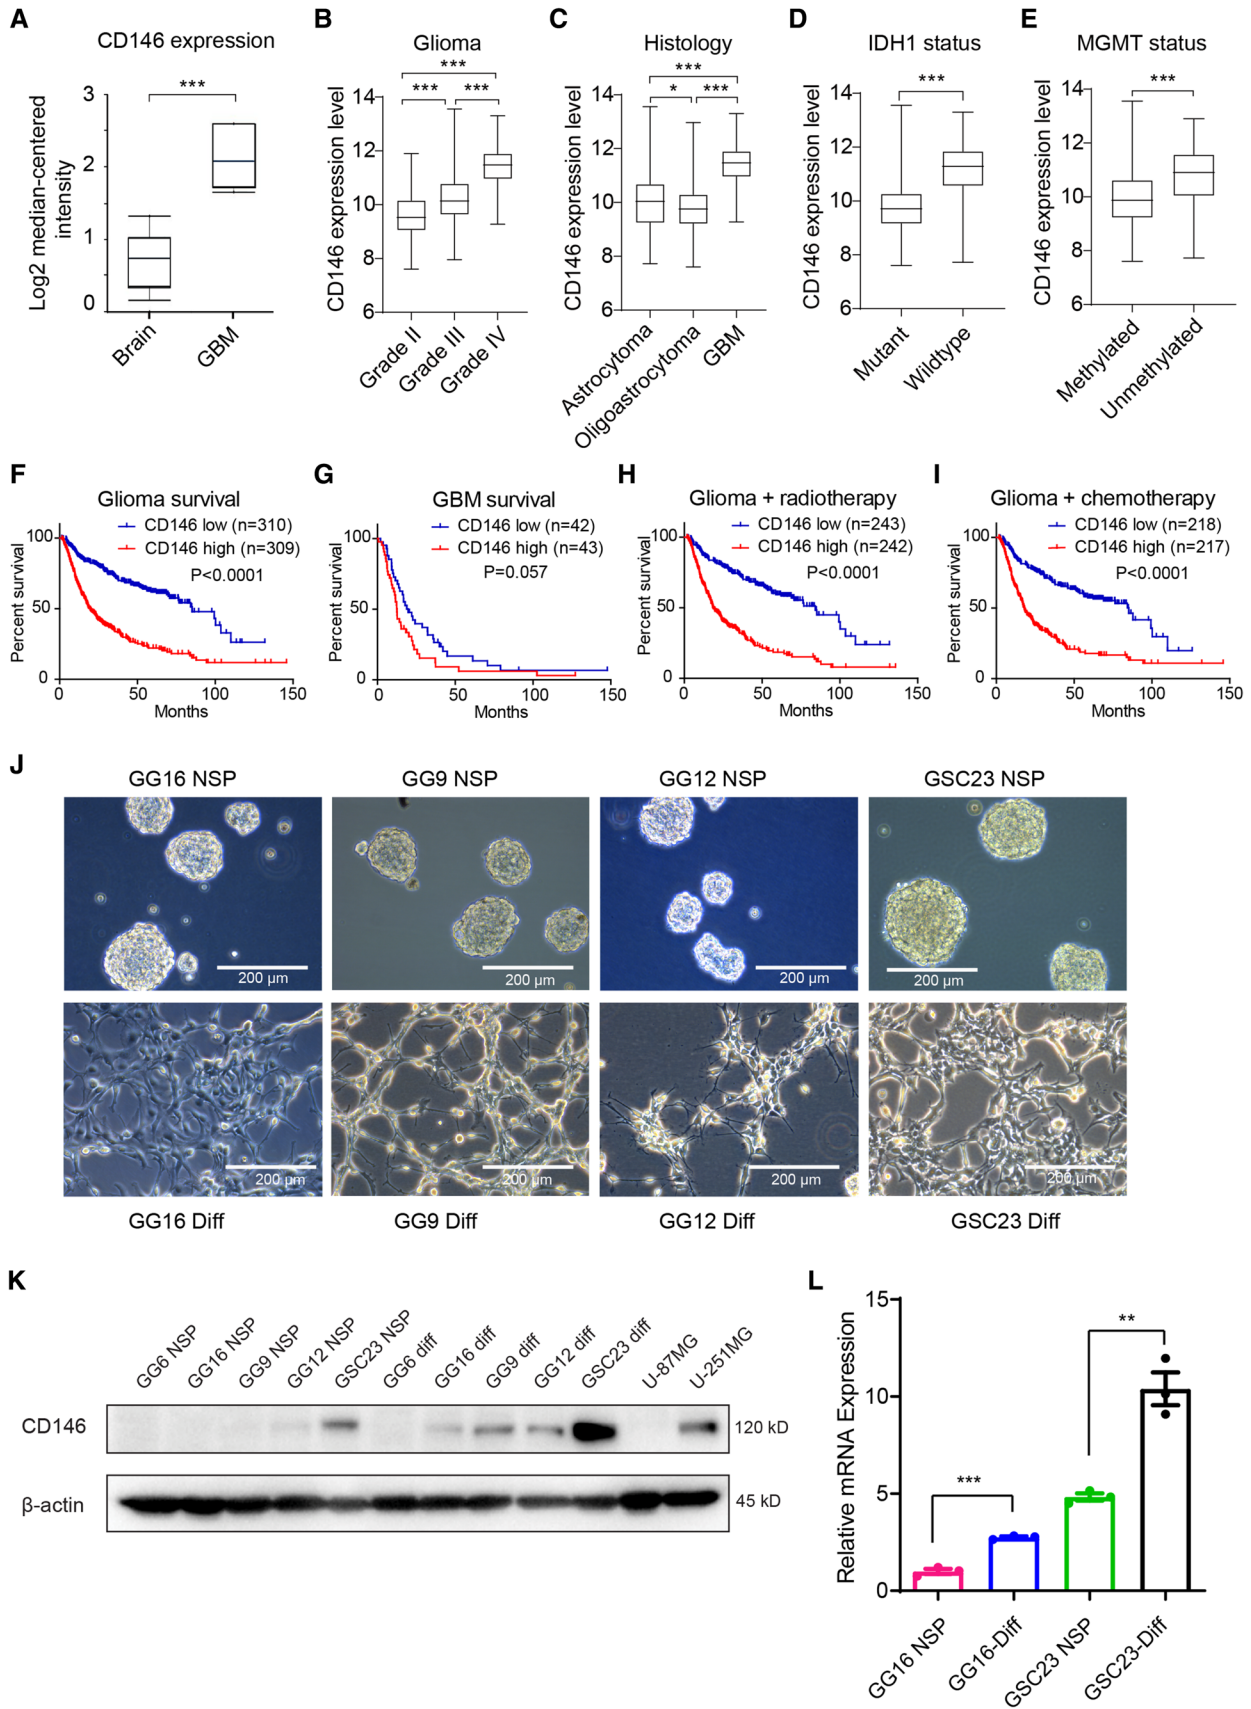 A
CD146 expression
Log2 median-centered
intensity
3
2
1
0
***
Brain
GBM
B
Glioma
CD146 expression level
14
12
10
8
6
***
***
***
Grade II
Grade III
Grade IV
C
Histology
CD146 expression level
14
12
10
8
6
***
*
***
Astrocytoma
Oligoastrocytoma
GBM
D
IDH1 status
CD146 expression level
14
12
10
8
6
***
Mutant
Wildtype
E
MGMT status
CD146 expression level
14
12
10
8
6
***
Methylated
Unmethylated
F
Glioma survival
CD146 low (n=310)
CD146 high (n=309)
P<0.0001
Percent survival
100
50
0
0
50
100
150
Months
G
GBM survival
CD146 low (n=42)
CD146 high (n=43)
P=0.057
Percent survival
100
50
0
0
50
100
150
Months
H
Glioma + radiotherapy
CD146 low (n=243)
CD146 high (n=242)
P<0.0001
Percent survival
100
50
0
0
50
100
150
Months
I
Glioma + chemotherapy
CD146 low (n=218)
CD146 high (n=217)
P<0.0001
Percent survival
100
50
0
0
50
100
150
Months
J
GG16 NSP
GG9 NSP
GG12 NSP
GSC23 NSP
200 µm
200 µm
200 µm
200 µm
200 µm
200 µm
200 µm
200 µm
GG16 Diff
GG9 Diff
GG12 Diff
GSC23 Diff
K
GG6 NSP
GG16 NSP
GG9 NSP
GG12 NSP
GSC23 NSP
GG6 diff
GG16 diff
GG9 diff
GG12 diff
GSC23 diff
U-87MG
U-251MG
CD146
120 kD
β-actin
45 kD
L
Relative mRNA Expression
15
10
5
0
***
**
GG16 NSP
GG16-Diff
GSC23 NSP
GSC23-Diff